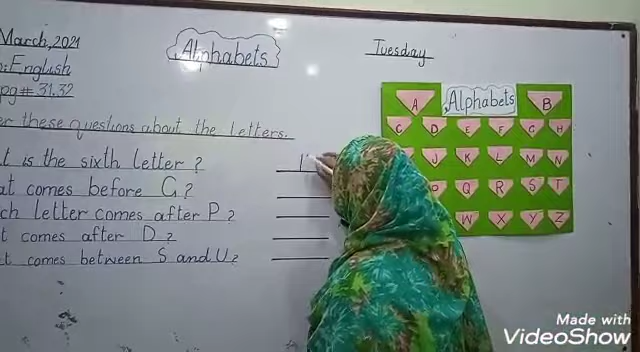 March, 2021
Alphabets
Tuesday
: English
pg# 31,32
er these questions about the letters.
t is the sixth letter ?
at comes before G ?
ch letter comes after P ?
t comes after D ?
t comes between S and U ?
Alphabets
A B
C D E F G H
J K L M N
Q R S T
W X Y Z
Made with
VideoShow